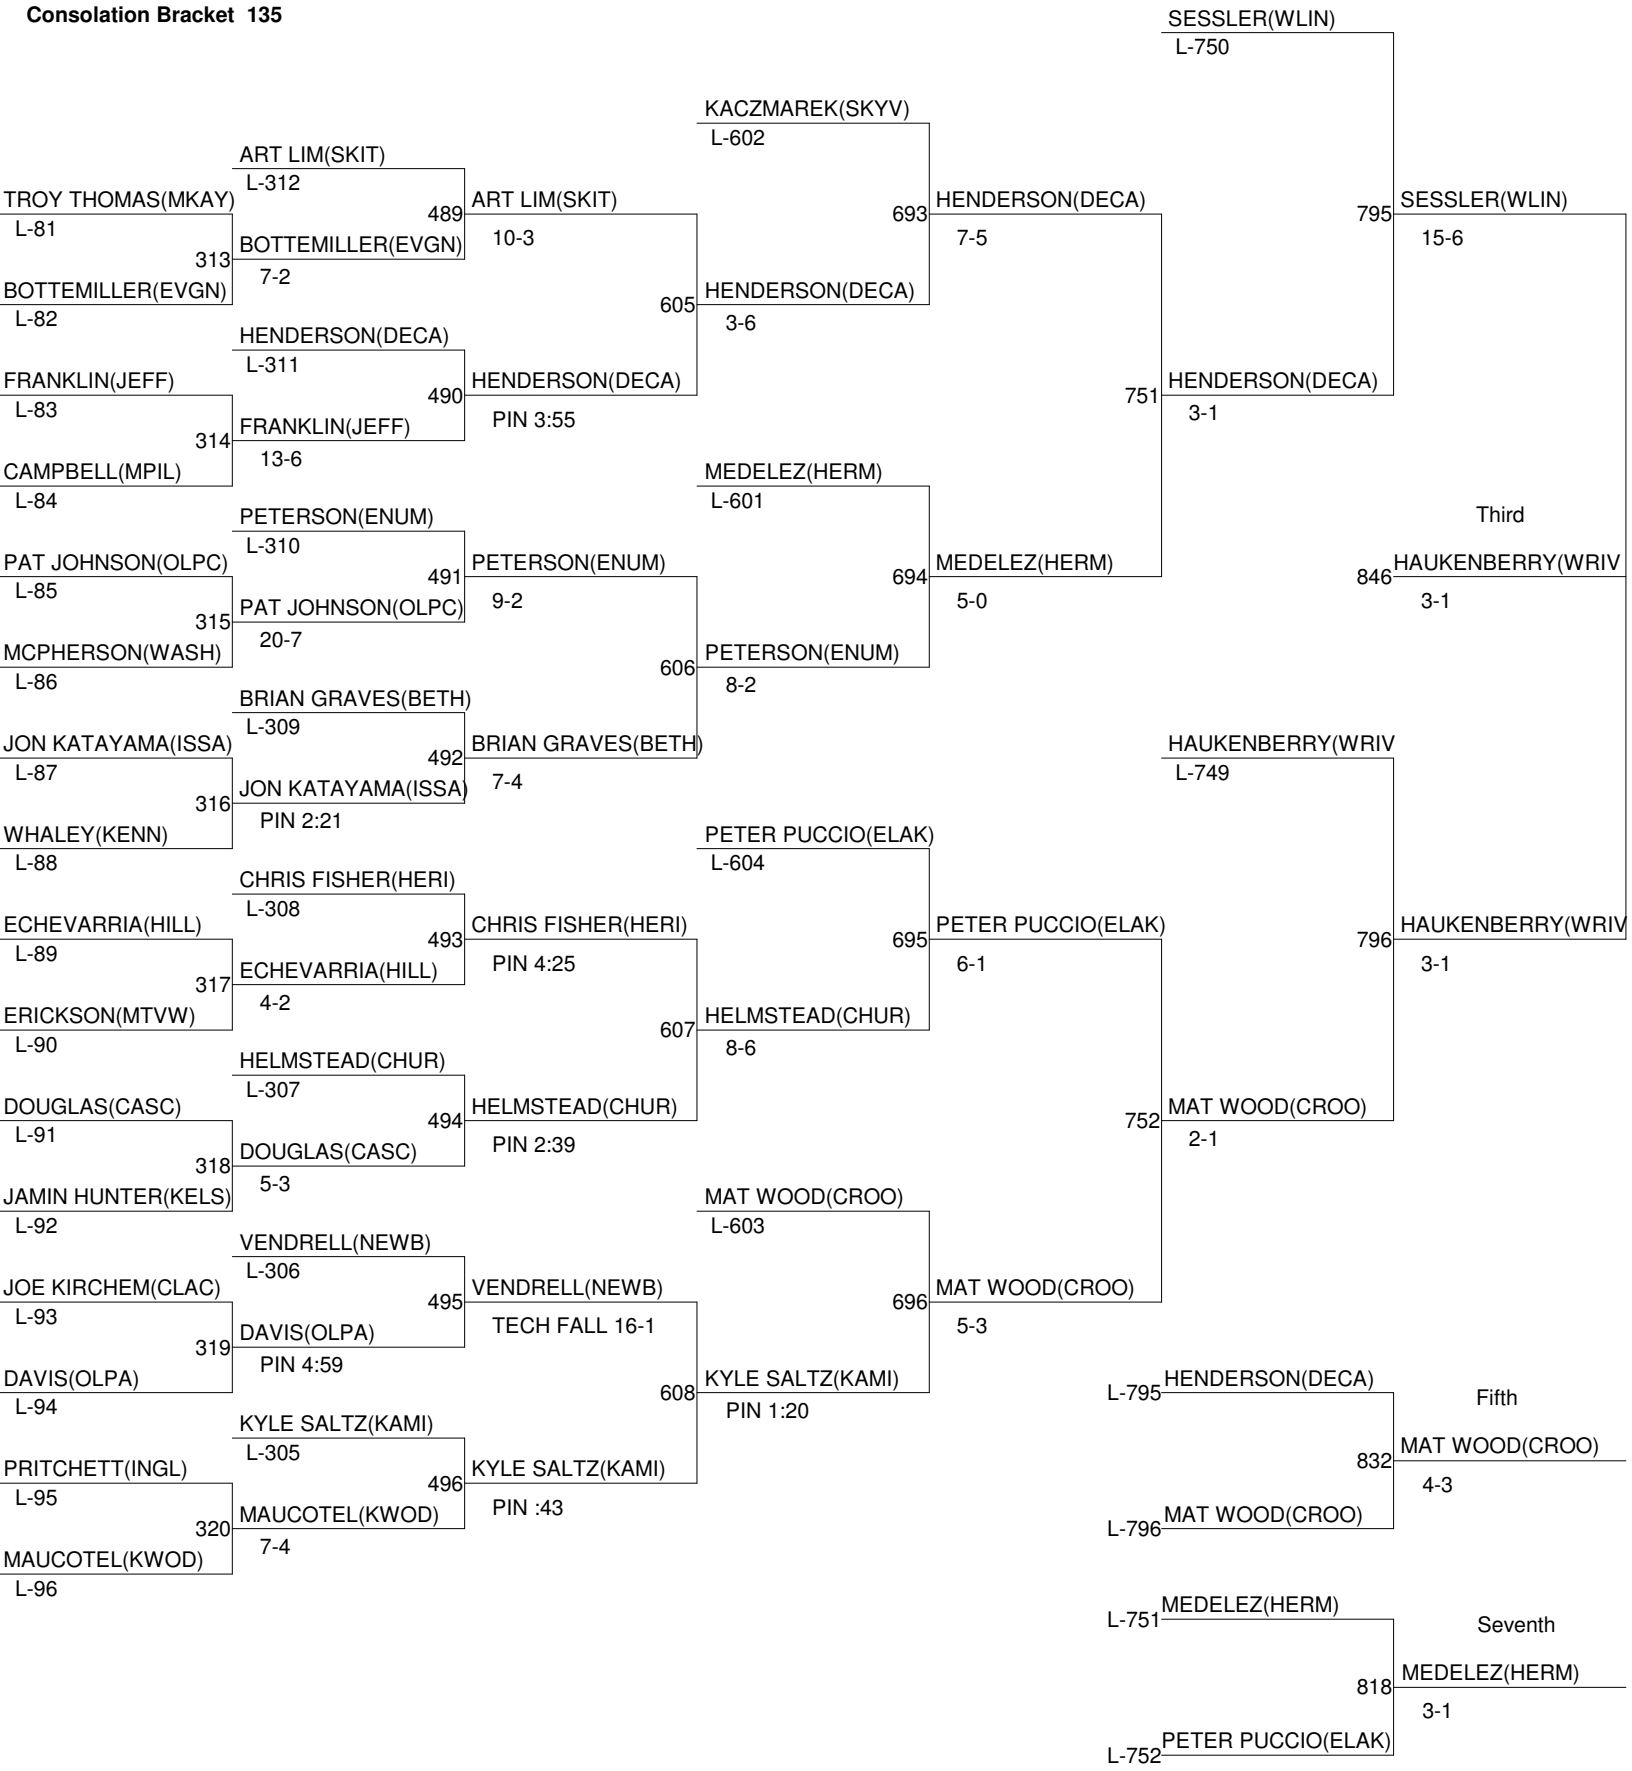 Consolation Bracket 135
TROY THOMAS(MKAY)
L-81
313
BOTTEMILLER(EVGN)
L-82
FRANKLIN(JEFF)
L-83
314
CAMPBELL(MPIL)
L-84
PAT JOHNSON(OLPC)
L-85
315
MCPHERSON(WASH)
L-86
JON KATAYAMA(ISSA)
L-87
316
WHALEY(KENN)
L-88
ECHEVARRIA(HILL)
L-89
317
ERICKSON(MTVW)
L-90
DOUGLAS(CASC)
L-91
318
JAMIN HUNTER(KELS)
L-92
JOE KIRCHEM(CLAC)
L-93
319
DAVIS(OLPA)
L-94
PRITCHETT(INGL)
L-95
320
MAUCOTEL(KWOD)
L-96
ART LIM(SKIT)
L-312
489
BOTTEMILLER(EVGN)
7-2
HENDERSON(DECA)
L-311
490
FRANKLIN(JEFF)
13-6
PETERSON(ENUM)
L-310
491
PAT JOHNSON(OLPC)
20-7
BRIAN GRAVES(BETH)
L-309
492
JON KATAYAMA(ISSA)
PIN 2:21
CHRIS FISHER(HERI)
L-308
493
ECHEVARRIA(HILL)
4-2
HELMSTEAD(CHUR)
L-307
494
DOUGLAS(CASC)
5-3
VENDRELL(NEWB)
L-306
495
DAVIS(OLPA)
PIN 4:59
KYLE SALTZ(KAMI)
L-305
496
MAUCOTEL(KWOD)
7-4
ART LIM(SKIT)
10-3
605
HENDERSON(DECA)
PIN 3:55
PETERSON(ENUM)
9-2
606
BRIAN GRAVES(BETH)
7-4
CHRIS FISHER(HERI)
PIN 4:25
607
HELMSTEAD(CHUR)
PIN 2:39
VENDRELL(NEWB)
TECH FALL 16-1
608
KYLE SALTZ(KAMI)
PIN :43
KACZMAREK(SKYV)
L-602
693
HENDERSON(DECA)
3-6
MEDELEZ(HERM)
L-601
694
PETERSON(ENUM)
8-2
PETER PUCCIO(ELAK)
L-604
695
HELMSTEAD(CHUR)
8-6
MAT WOOD(CROO)
L-603
696
KYLE SALTZ(KAMI)
PIN 1:20
HENDERSON(DECA)
7-5
751
MEDELEZ(HERM)
5-0
PETER PUCCIO(ELAK)
6-1
752
MAT WOOD(CROO)
5-3
SESSLER(WLIN)
L-750
795
HENDERSON(DECA)
3-1
HAUKENBERRY(WRIV
L-749
796
MAT WOOD(CROO)
2-1
SESSLER(WLIN)
15-6
Third
846
HAUKENBERRY(WRIV
3-1
HAUKENBERRY(WRIV
3-1
L-795
HENDERSON(DECA)
Fifth
832
MAT WOOD(CROO)
4-3
L-796
MAT WOOD(CROO)
L-751
MEDELEZ(HERM)
Seventh
818
MEDELEZ(HERM)
3-1
L-752
PETER PUCCIO(ELAK)